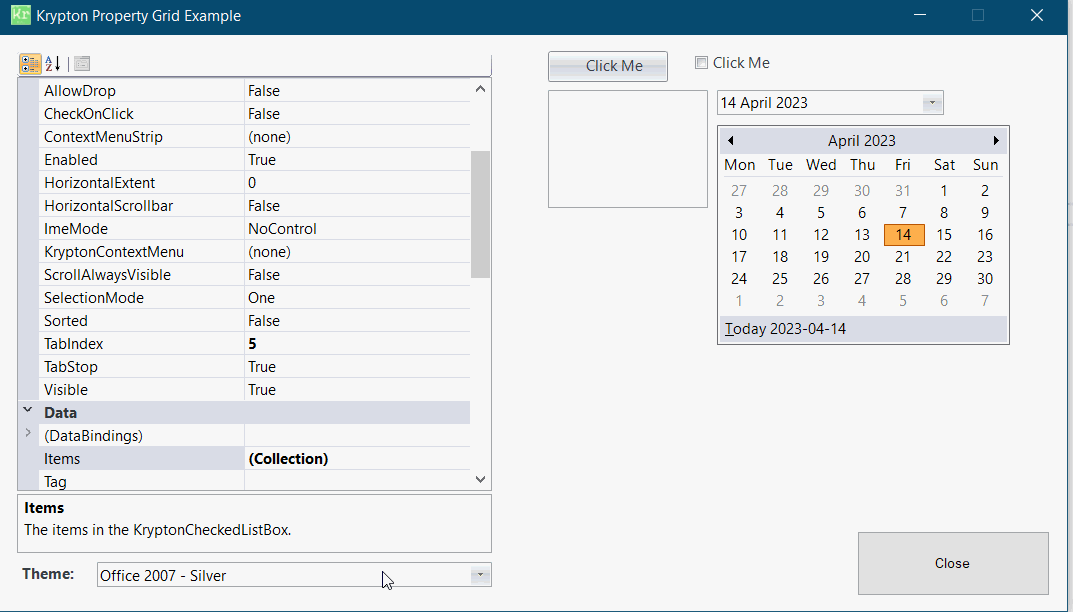 Kr Krypton Property Grid Example
AllowDrop False
CheckOnClick False
ContextMenuStrip (none)
Enabled True
HorizontalExtent 0
HorizontalScrollbar False
ImeMode NoControl
KryptonContextMenu (none)
ScrollAlwaysVisible False
SelectionMode One
Sorted False
TabIndex 5
TabStop True
Visible True
Data
(DataBindings)
Items (Collection)
Tag
Items
The items in the KryptonCheckedListBox.
Theme: Office 2007 - Silver
Click Me
Click Me
14 April 2023
April 2023
Mon Tue Wed Thu Fri Sat Sun
27 28 29 30 31 1 2
3 4 5 6 7 8 9
10 11 12 13 14 15 16
17 18 19 20 21 22 23
24 25 26 27 28 29 30
1 2 3 4 5 6 7
Today 2023-04-14
Close